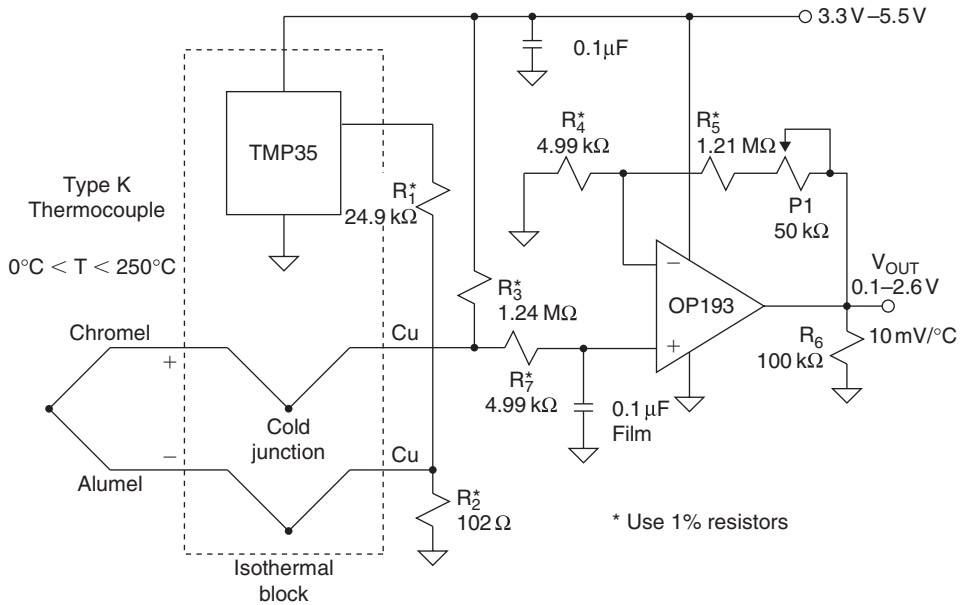 3.3 V–5.5 V
0.1μF
TMP35
R4*
4.99 kΩ
R5*
1.21 MΩ
P1
50 kΩ
Type K
Thermocouple
R1*
24.9 kΩ
0°C < T < 250°C
R3*
1.24 MΩ
−
OP193
+
VOUT
0.1–2.6 V
10 mV/°C
R6
100 kΩ
Chromel
+
Cu
R7*
4.99 kΩ
0.1 μF
Film
Cold
junction
−
Alumel
Cu
R2*
102 Ω
* Use 1% resistors
Isothermal
block